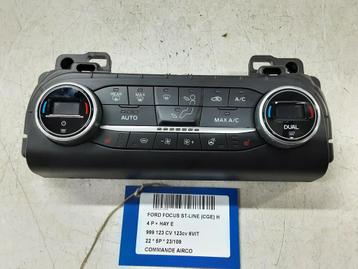 REAR MAX A/C
AUTO MAX A/C
DUAL
FORD FOCUS ST-LINE (CGE) H
4 P > HAY E
999 123 CV 123cv 6VIT
22 * 5P * 23/109
COMMANDE AIRCO